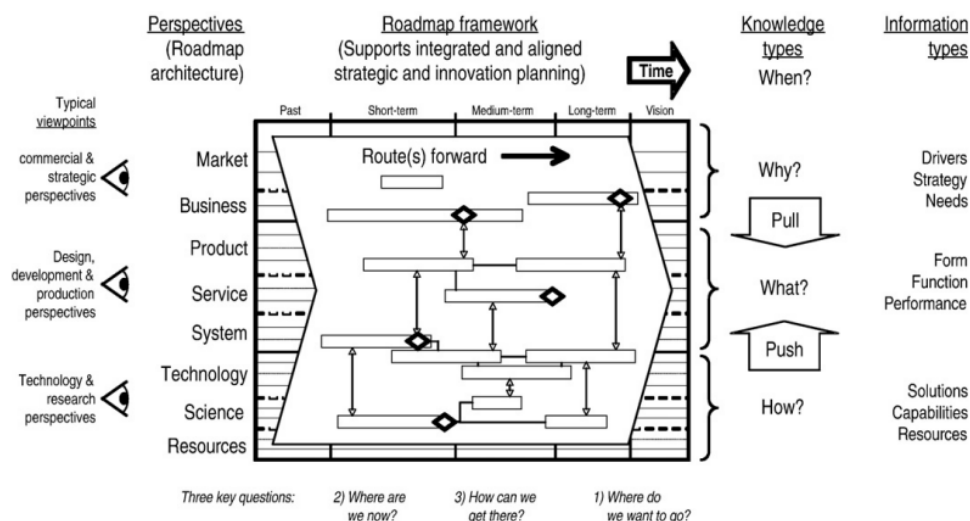 Perspectives
(Roadmap
architecture)
Roadmap framework
(Supports integrated and aligned
strategic and innovation planning)
Time
Knowledge
types
When?
Information
types
Typical
viewpoints
Past
Short-term
Medium-term
Long-term
Vision
commercial &
strategic
perspectives
Market
Business
Route(s) forward
Why?
Drivers
Strategy
Needs
Pull
Design,
development &
production
perspectives
Product
Service
System
What?
Form
Function
Performance
Push
Technology &
research
perspectives
Technology
Science
Resources
How?
Solutions
Capabilities
Resources
Three key questions:
2) Where are
we now?
3) How can we
get there?
1) Where do
we want to go?